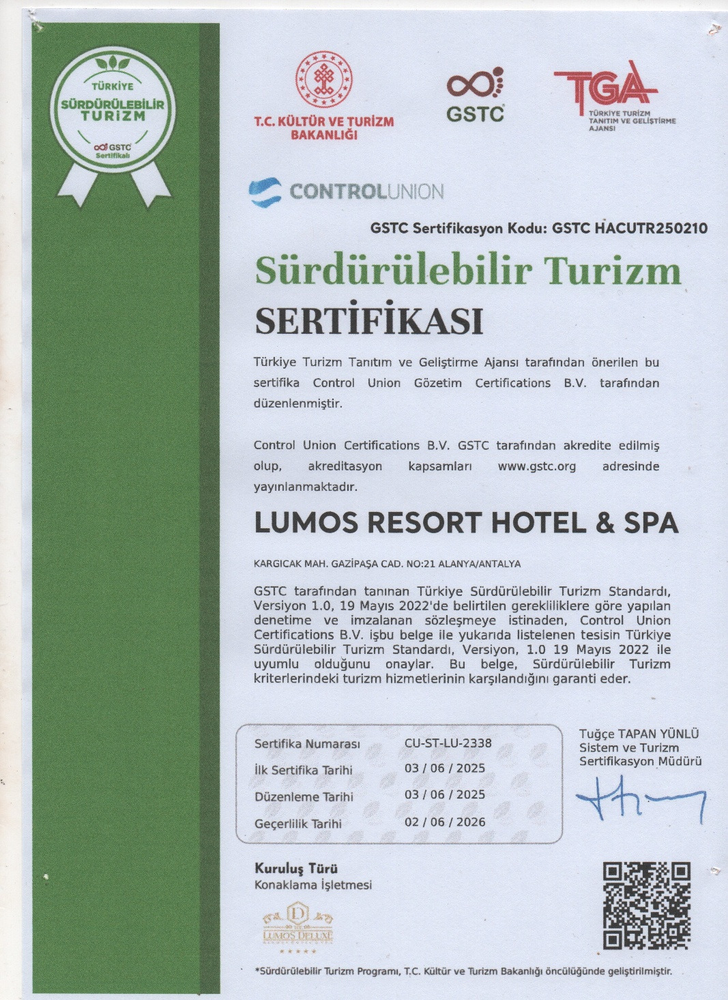 TÜRKİYE
SÜRDÜRÜLEBİLİR
TURİZM
GSTC
Sertifikalı
T.C. KÜLTÜR VE TURİZM
BAKANLIĞI
GSTC
TGA
TÜRKİYE TURİZM
TANITIM VE GELİŞTİRME
AJANSI
CONTROLUNION
GSTC Sertifikasyon Kodu: GSTC HACUTR250210
Sürdürülebilir Turizm
SERTİFİKASI
Türkiye Turizm Tanıtım ve Geliştirme Ajansı tarafından önerilen bu
sertifika Control Union Gözetim Certifications B.V. tarafından
düzenlenmiştir.
Control Union Certifications B.V. GSTC tarafından akredite edilmiş
olup, akreditasyon kapsamları www.gstc.org adresinde
yayınlanmaktadır.
LUMOS RESORT HOTEL & SPA
KARGICAK MAH. GAZİPAŞA CAD. NO:21 ALANYA/ANTALYA
GSTC tarafından tanınan Türkiye Sürdürülebilir Turizm Standardı,
Versiyon 1.0, 19 Mayıs 2022'de belirtilen gerekliliklere göre yapılan
denetime ve imzalanan sözleşmeye istinaden, Control Union
Certifications B.V. işbu belge ile yukarıda listelenen tesisin Türkiye
Sürdürülebilir Turizm Standardı, Versiyon, 1.0 19 Mayıs 2022 ile
uyumlu olduğunu onaylar. Bu belge, Sürdürülebilir Turizm
kriterlerindeki turizm hizmetlerinin karşılandığını garanti eder.
Sertifika Numarası CU-ST-LU-2338
İlk Sertifika Tarihi 03 / 06 / 2025
Düzenleme Tarihi 03 / 06 / 2025
Geçerlilik Tarihi 02 / 06 / 2026
Tuğçe TAPAN YÜNLÜ
Sistem ve Turizm
Sertifikasyon Müdürü
Kuruluş Türü
Konaklama İşletmesi
D
THE
LUMOS DELUXE
*Sürdürülebilir Turizm Programı, T.C. Kültür ve Turizm Bakanlığı öncülüğünde geliştirilmiştir.